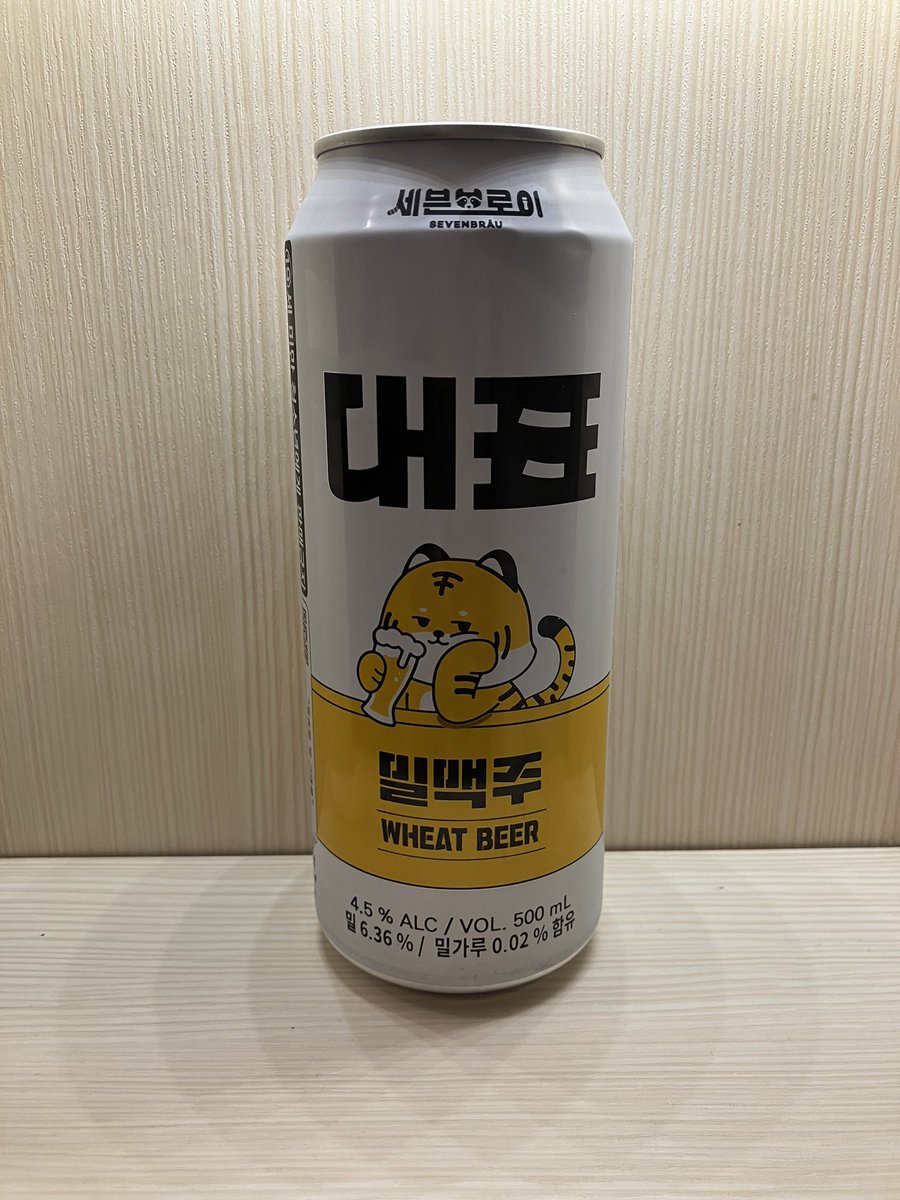 세븐브로이
SEVENBRÄU
대표
밀맥주
WHEAT BEER
4.5 % ALC / VOL. 500 mL
밀 6.36 % / 밀가루 0.02 % 함유